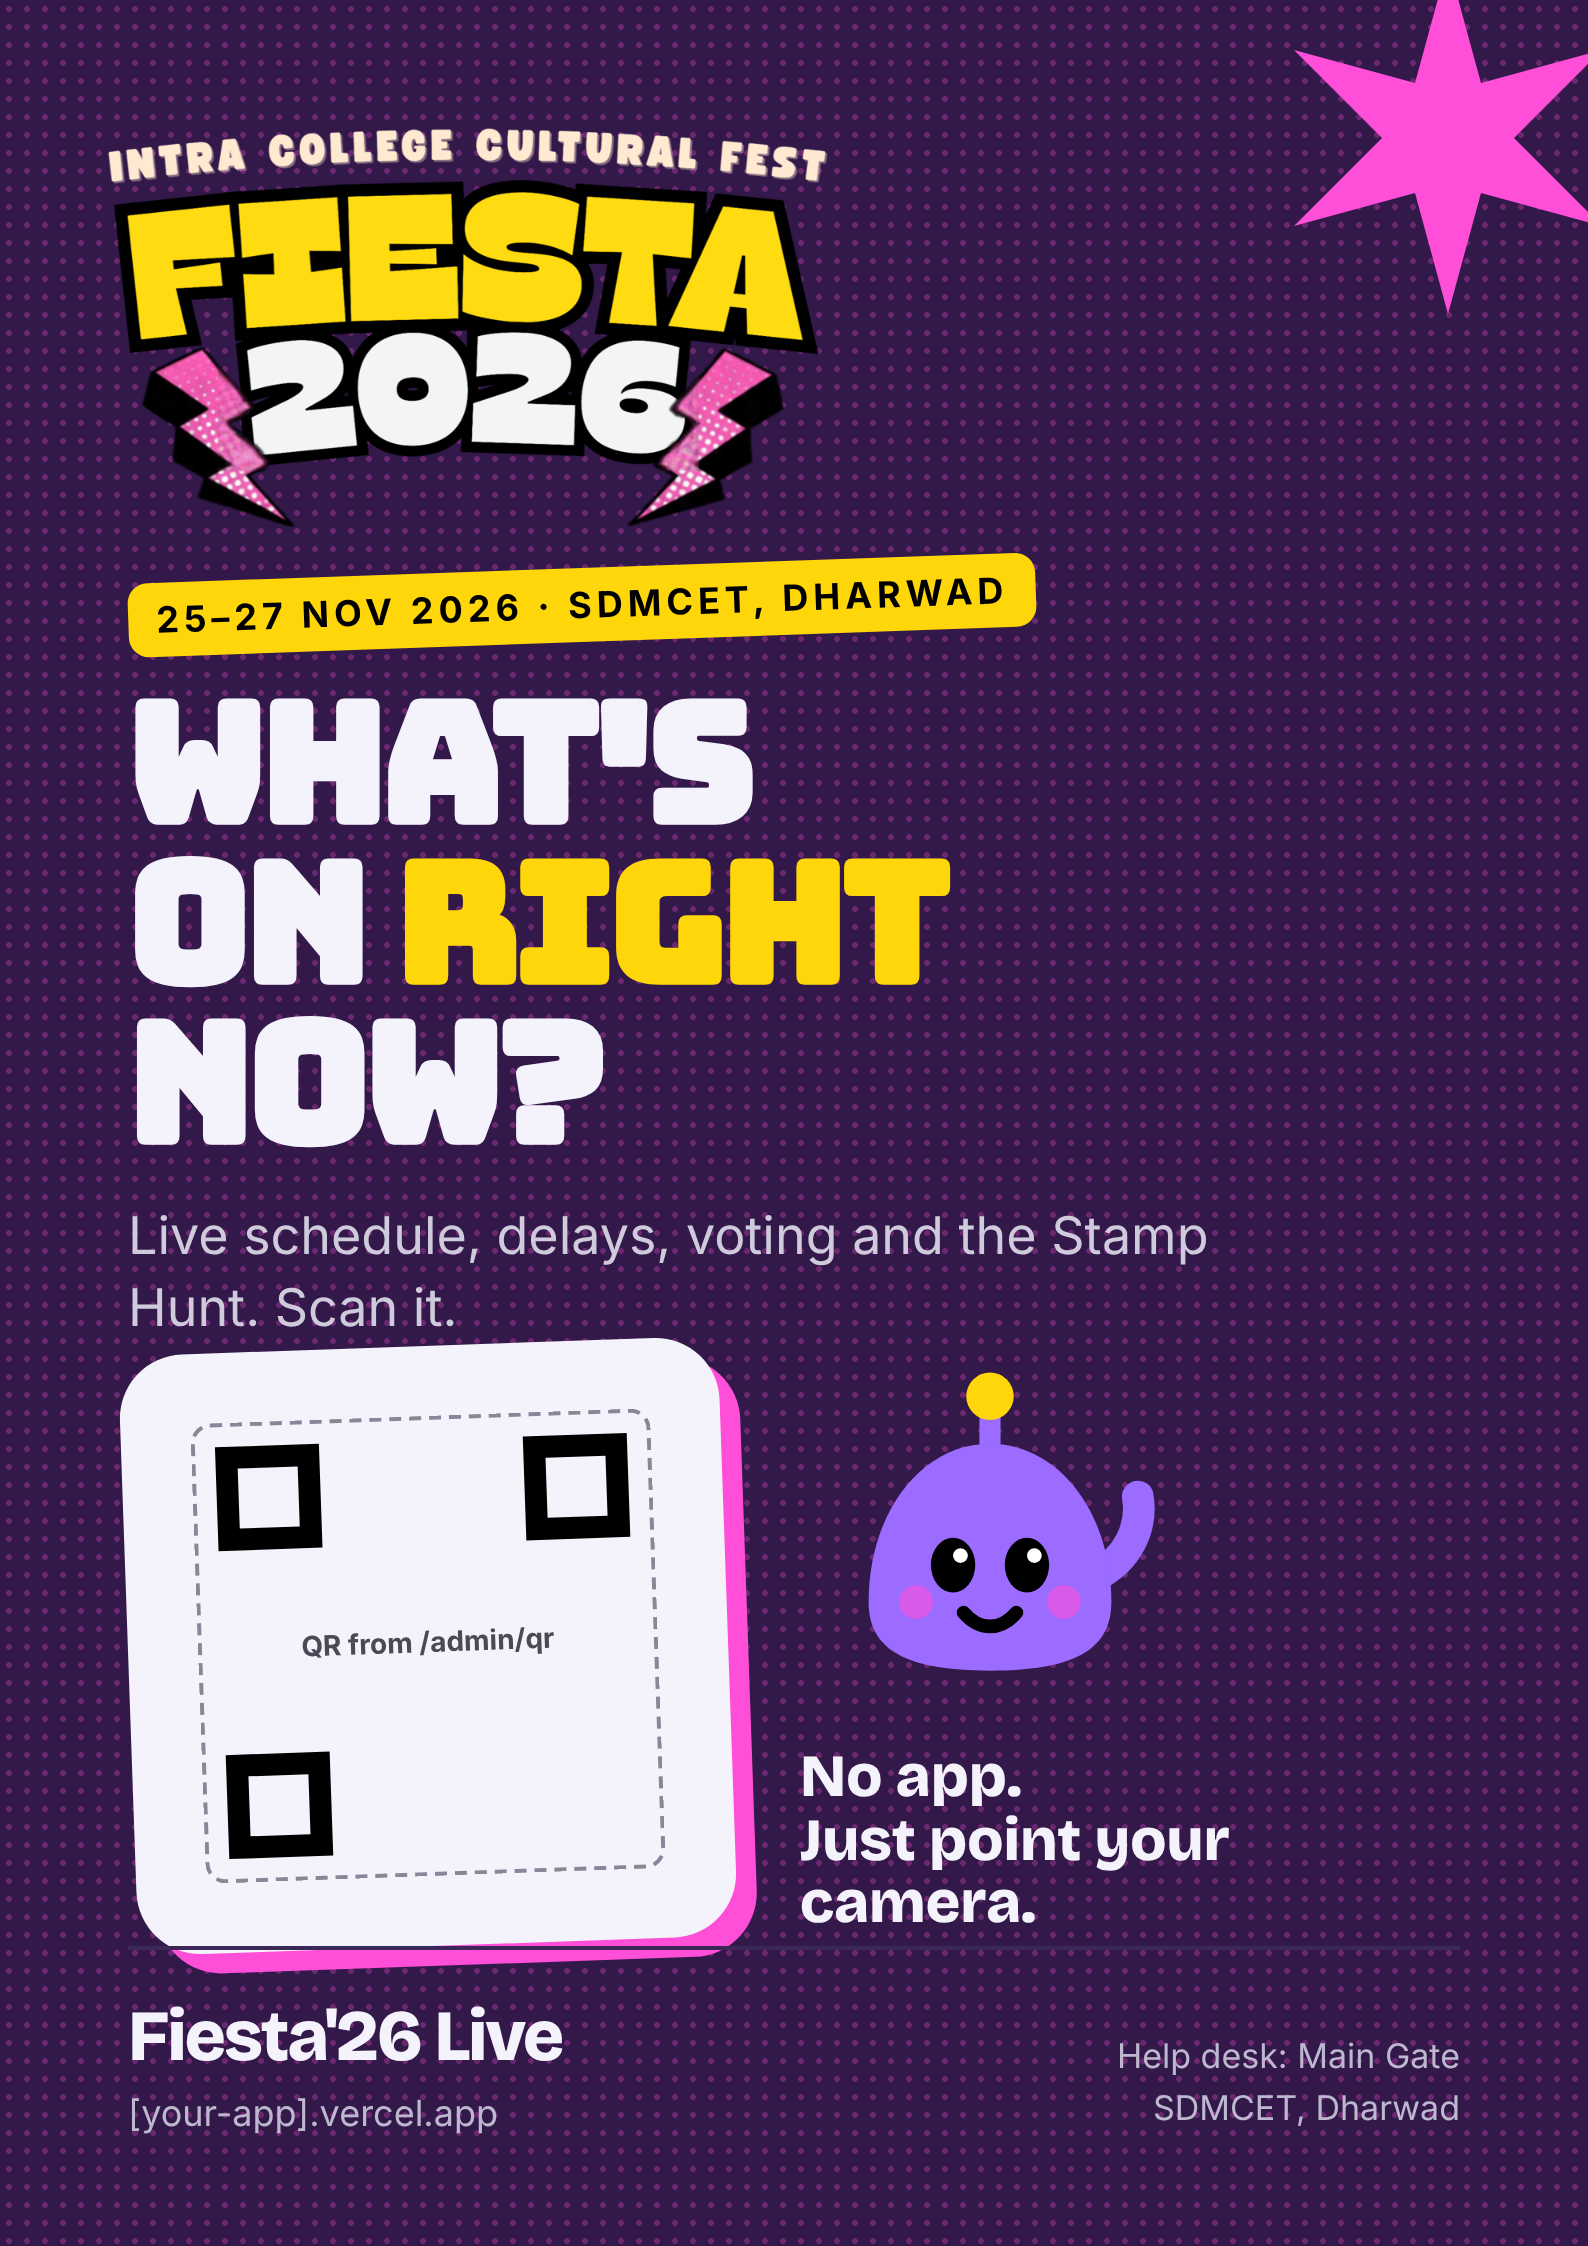 INTRA COLLEGE CULTURAL FEST
FIESTA
2026
25–27 NOV 2026 · SDMCET, DHARWAD
WHAT'S
ON RIGHT
NOW?
Live schedule, delays, voting and the Stamp
Hunt. Scan it.
QR from /admin/qr
No app.
Just point your
camera.
Fiesta'26 Live
[your-app].vercel.app
Help desk: Main Gate
SDMCET, Dharwad